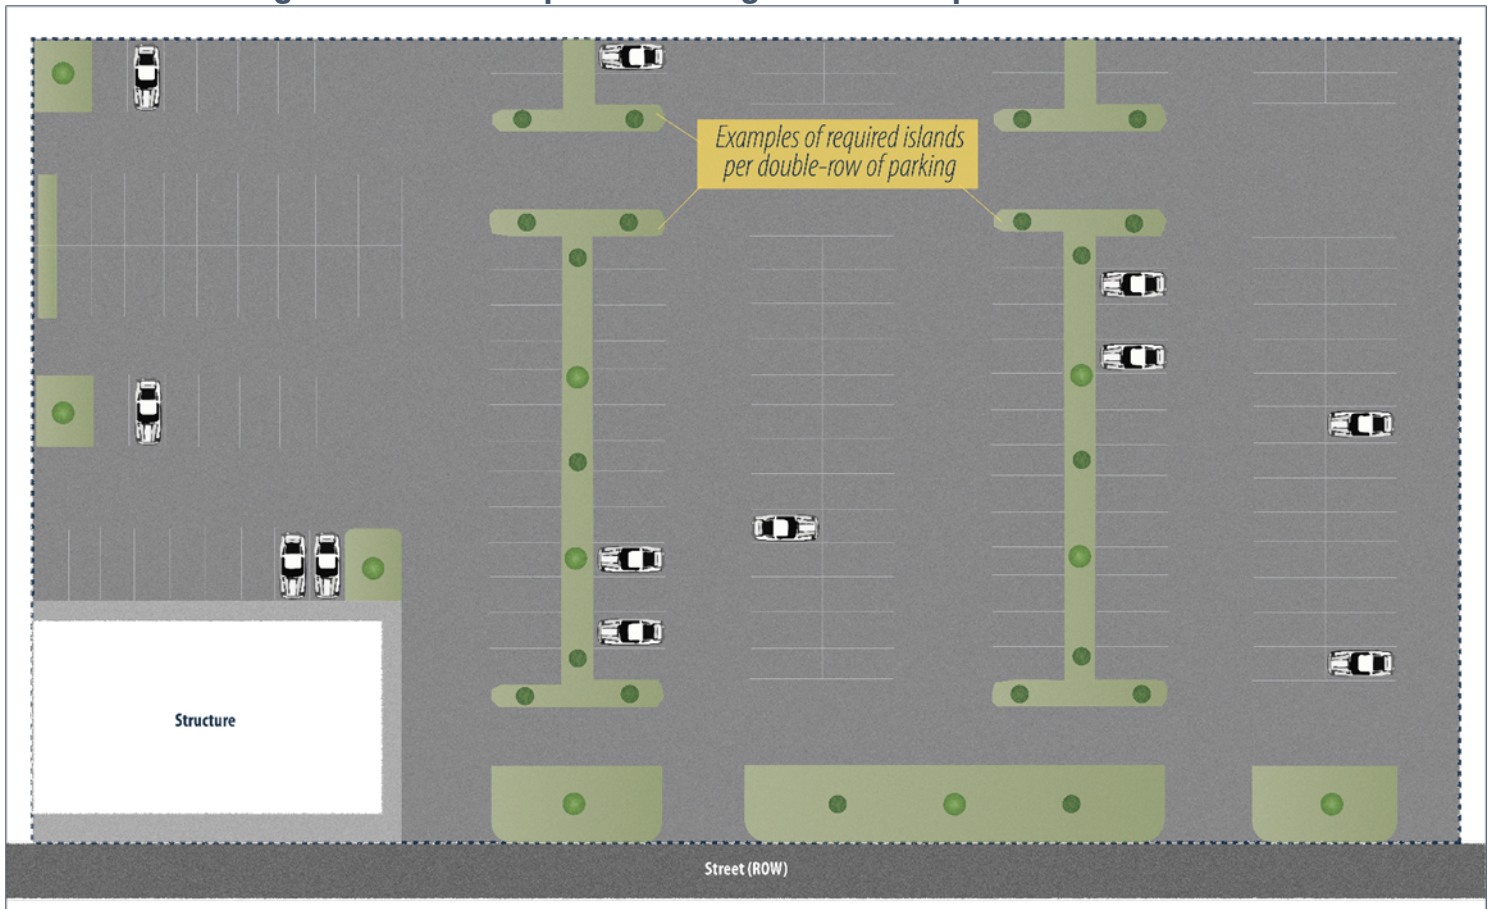 Examples of required islands
per double-row of parking
Structure
Street (ROW)